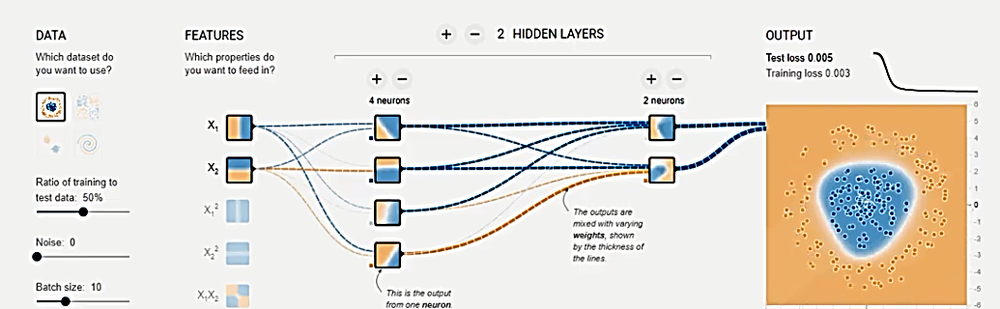 DATA
Which dataset do
you want to use?
Ratio of training to
test data: 50%
Noise: 0
Batch size: 10
FEATURES
Which properties do
you want to feed in?
X₁
X₂
X₁²
X₂²
X₁X₂
+ − 2 HIDDEN LAYERS
+ −
4 neurons
+ −
2 neurons
The outputs are
mixed with varying
weights, shown
by the thickness of
the lines.
This is the output
from one neuron.
OUTPUT
Test loss 0.005
Training loss 0.003
6
5
4
3
2
1
0
-1
-2
-3
-4
-5
-6